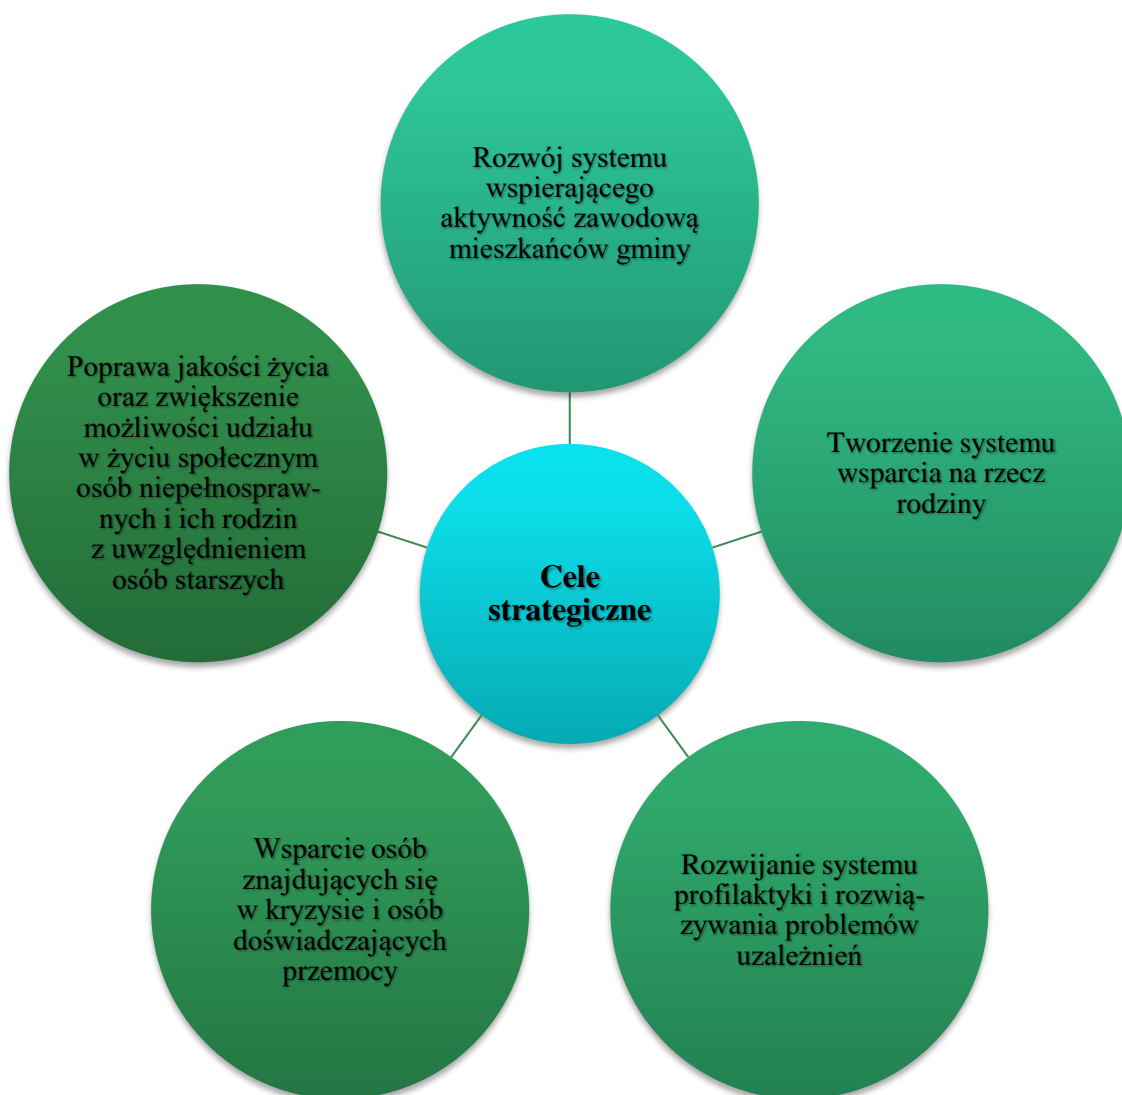 Rozwój systemu
wspierającego
aktywność zawodową
mieszkańców gminy
Tworzenie systemu
wsparcia na rzecz
rodziny
Rozwijanie systemu
profilaktyki i rozwią-
zywania problemów
uzależnień
Wsparcie osób
znajdujących się
w kryzysie i osób
doświadczających
przemocy
Poprawa jakości życia
oraz zwiększenie
możliwości udziału
w życiu społecznym
osób niepełnospraw-
nych i ich rodzin
z uwzględnieniem
osób starszych
Cele
strategiczne